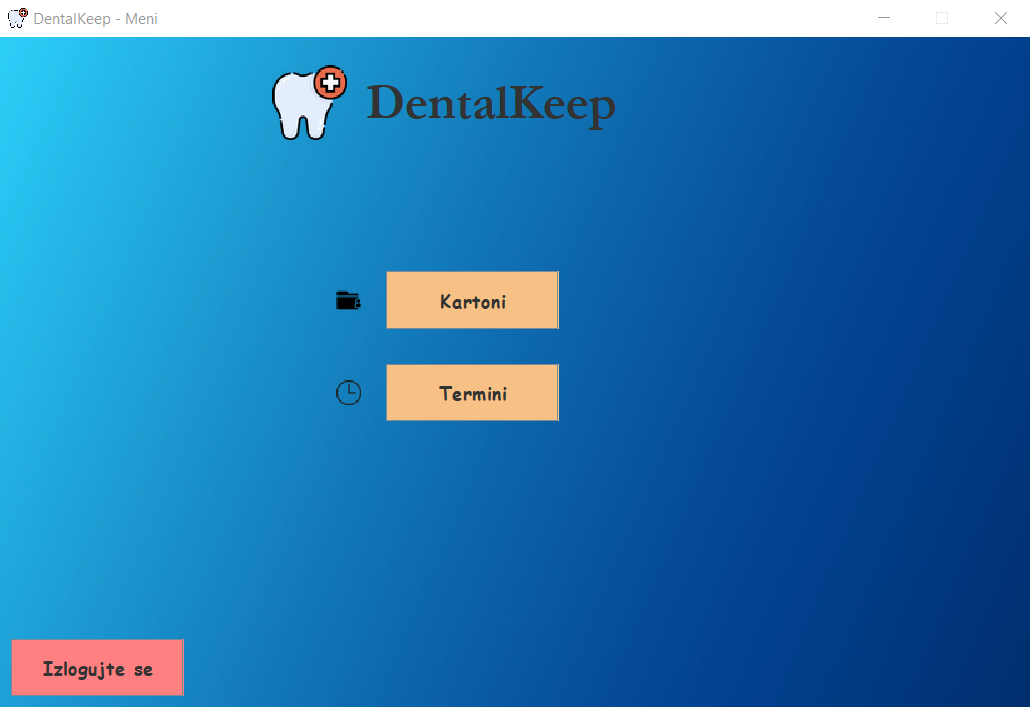 DentalKeep - Meni
DentalKeep
Kartoni
Termini
Izlogujte se